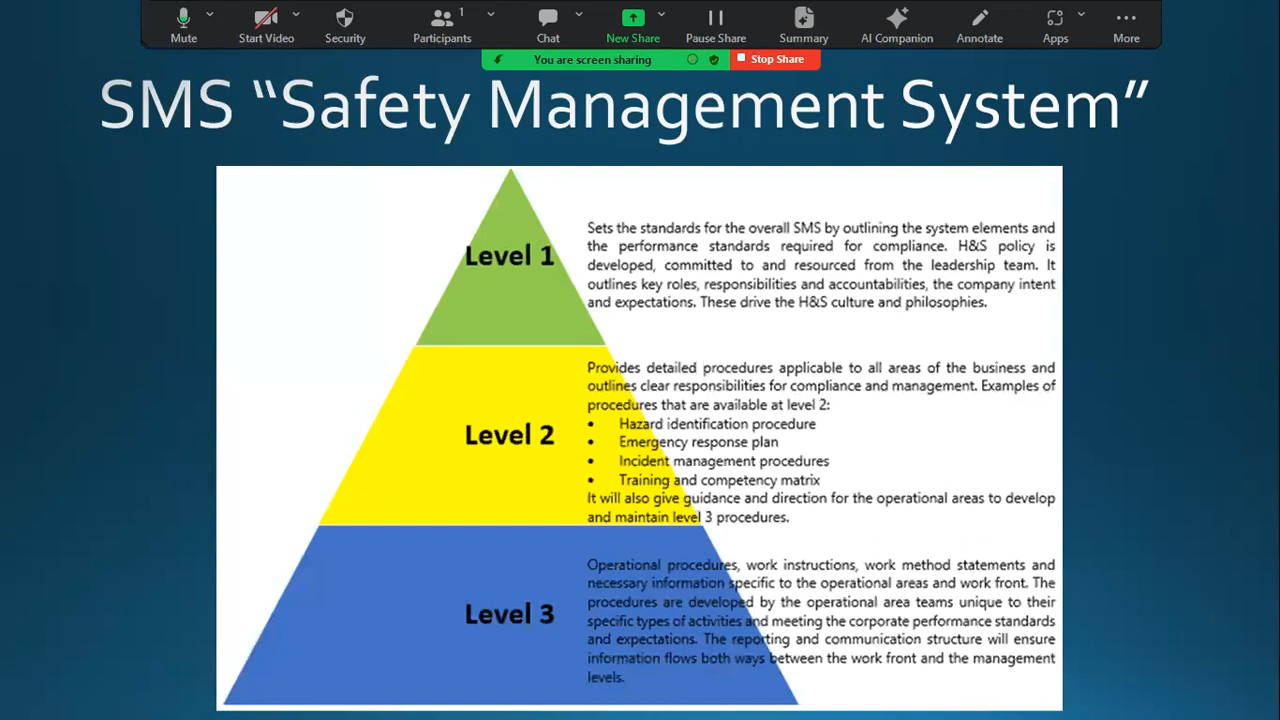 1
Mute
Start Video
Security
Participants
Chat
New Share
Pause Share
Summary
AI Companion
Annotate
Apps
More
You are screen sharing
Stop Share
SMS “Safety Management System”
Level 1
Sets the standards for the overall SMS by outlining the system elements and
the performance standards required for compliance. H&S policy is
developed, committed to and resourced from the leadership team. It
outlines key roles, responsibilities and accountabilities, the company intent
and expectations. These drive the H&S culture and philosophies.
Level 2
Provides detailed procedures applicable to all areas of the business and
outlines clear responsibilities for compliance and management. Examples of
procedures that are available at level 2:
• Hazard identification procedure
• Emergency response plan
• Incident management procedures
• Training and competency matrix
It will also give guidance and direction for the operational areas to develop
and maintain level 3 procedures.
Level 3
Operational procedures, work instructions, work method statements and
necessary information specific to the operational areas and work front. The
procedures are developed by the operational area teams unique to their
specific types of activities and meeting the corporate performance standards
and expectations. The reporting and communication structure will ensure
information flows both ways between the work front and the management
levels.